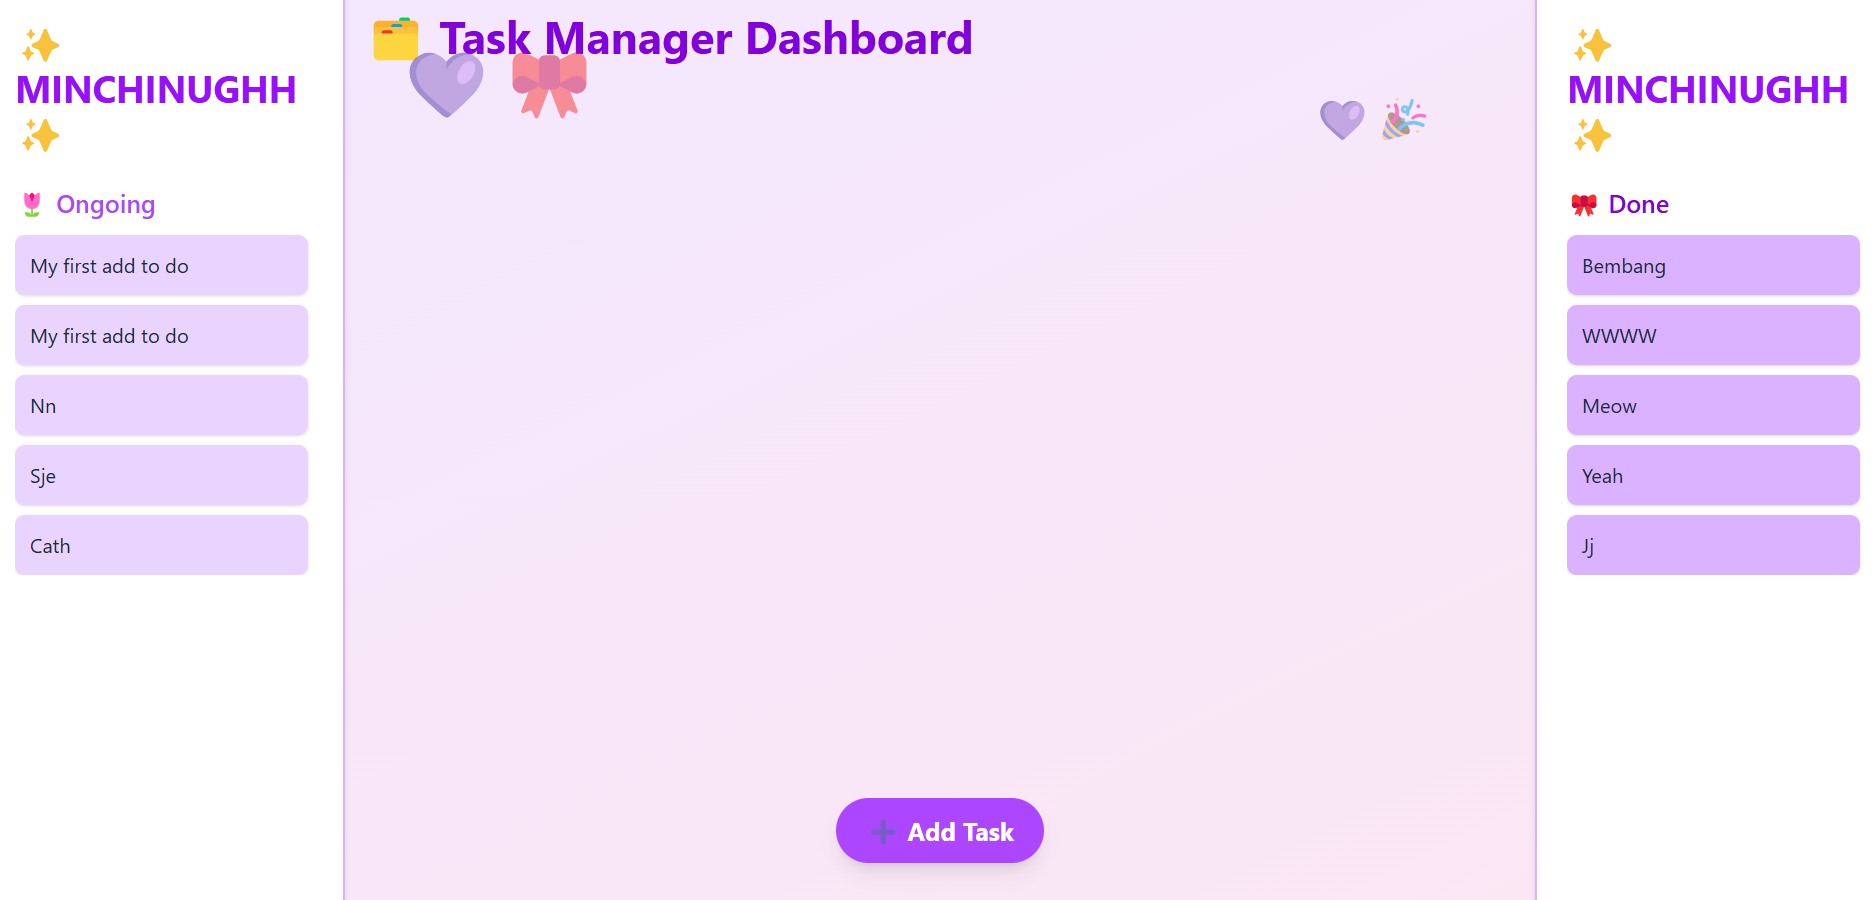 ✨
MINCHINUGHH
✨
🌷 Ongoing
My first add to do
My first add to do
Nn
Sje
Cath
🗂️ Task Manager Dashboard
💜 🎀
💜 🎉
➕ Add Task
✨
MINCHINUGHH
✨
🎀 Done
Bembang
WWWW
Meow
Yeah
Jj